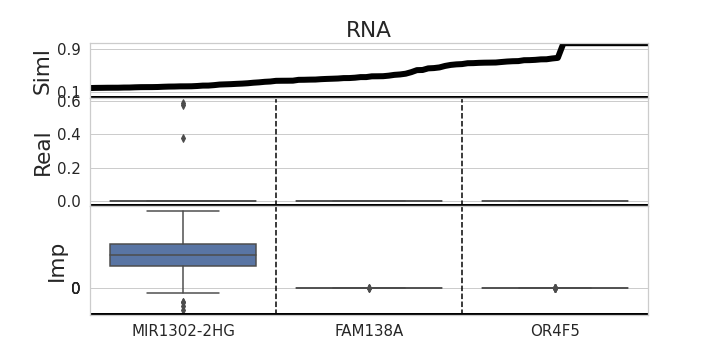 RNA
Siml
0.9
0.1
Real
0.6
0.4
0.2
0.0
Imp
0
MIR1302-2HG FAM138A OR4F5